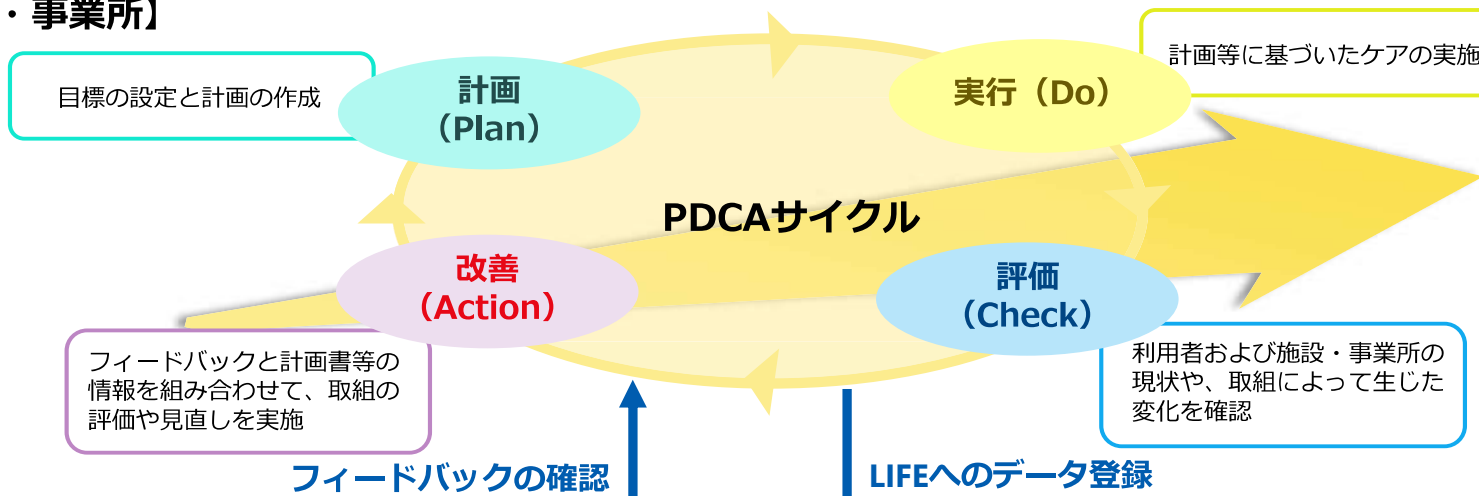 ・事業所】
目標の設定と計画の作成
計画
（Plan）
実行（Do）
計画等に基づいたケアの実施
PDCAサイクル
改善
（Action）
評価
（Check）
フィードバックと計画書等の
情報を組み合わせて、取組の
評価や見直しを実施
利用者および施設・事業所の
現状や、取組によって生じた
変化を確認
フィードバックの確認
LIFEへのデータ登録